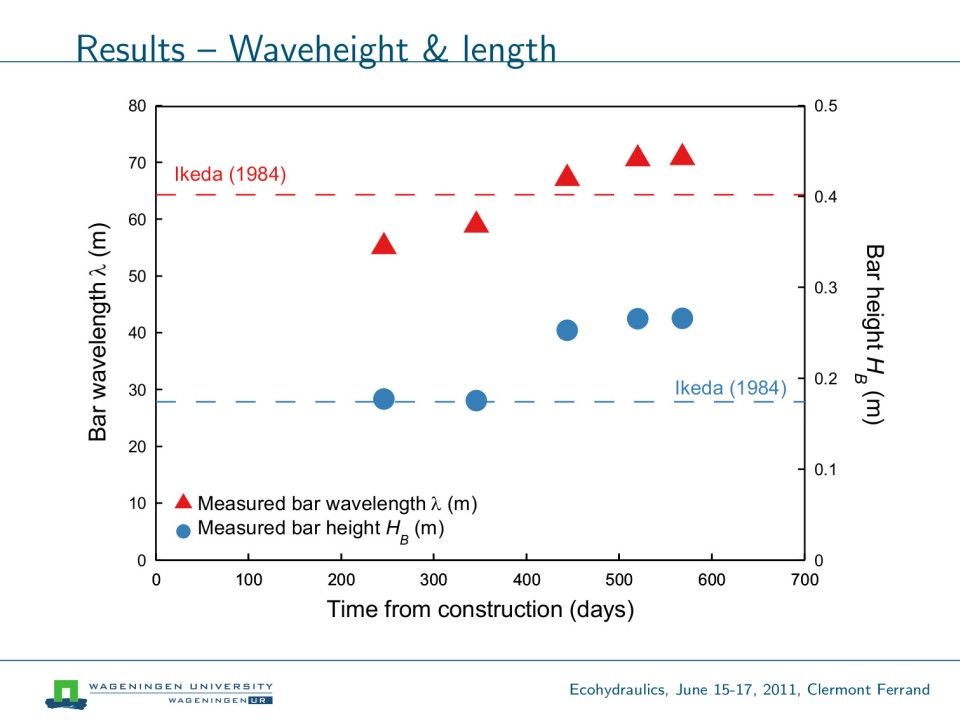 Results – Waveheight & length
80
70
60
50
40
30
20
10
0
Bar wavelength λ (m)
0.5
0.4
0.3
0.2
0.1
0
Bar height H_B (m)
Ikeda (1984)
Ikeda (1984)
Measured bar wavelength λ (m)
Measured bar height H_B (m)
0 100 200 300 400 500 600 700
Time from construction (days)
WAGENINGEN UNIVERSITY
WAGENINGEN UR
Ecohydraulics, June 15-17, 2011, Clermont Ferrand